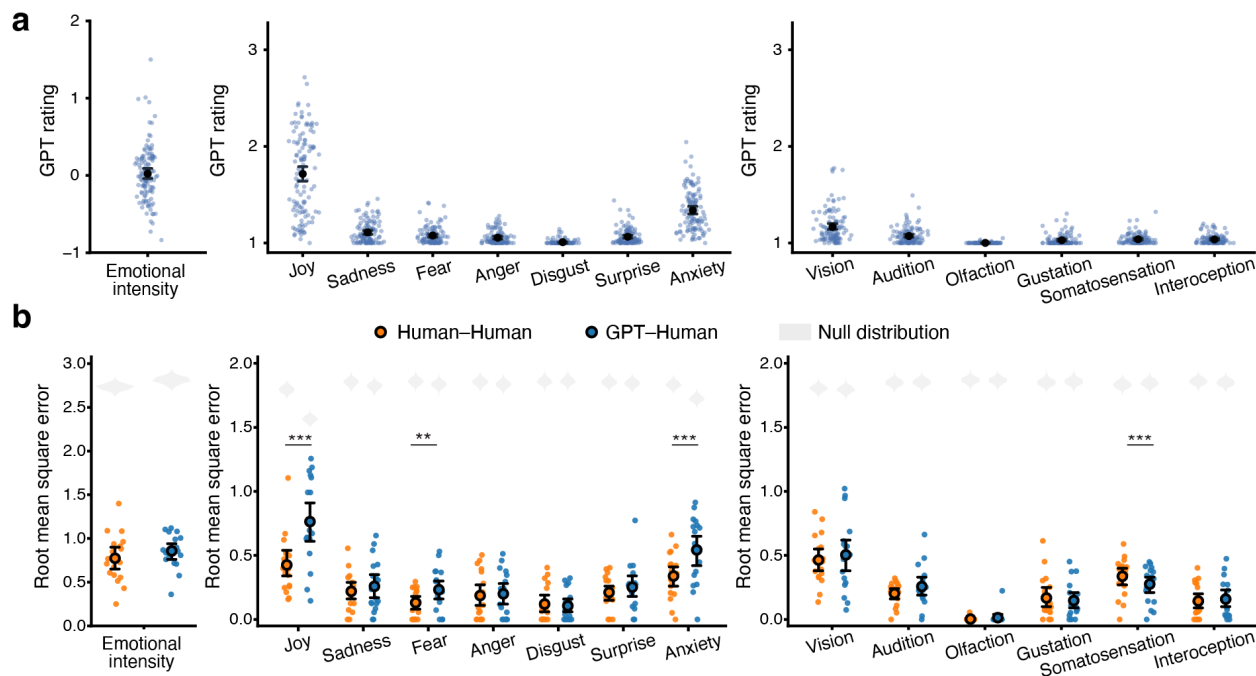 a
GPT rating
2
1
0
−1
Emotional
intensity
GPT rating
3
2
1
Joy
Sadness
Fear
Anger
Disgust
Surprise
Anxiety
GPT rating
3
2
1
Vision
Audition
Olfaction
Gustation
Somatosensation
Interoception
b
Human–Human
GPT–Human
Null distribution
Root mean square error
3.0
2.5
2.0
1.5
1.0
0.5
0.0
Emotional
intensity
Root mean square error
2.0
1.5
1.0
0.5
0.0
***
**
***
Joy
Sadness
Fear
Anger
Disgust
Surprise
Anxiety
Root mean square error
2.0
1.5
1.0
0.5
0.0
***
Vision
Audition
Olfaction
Gustation
Somatosensation
Interoception